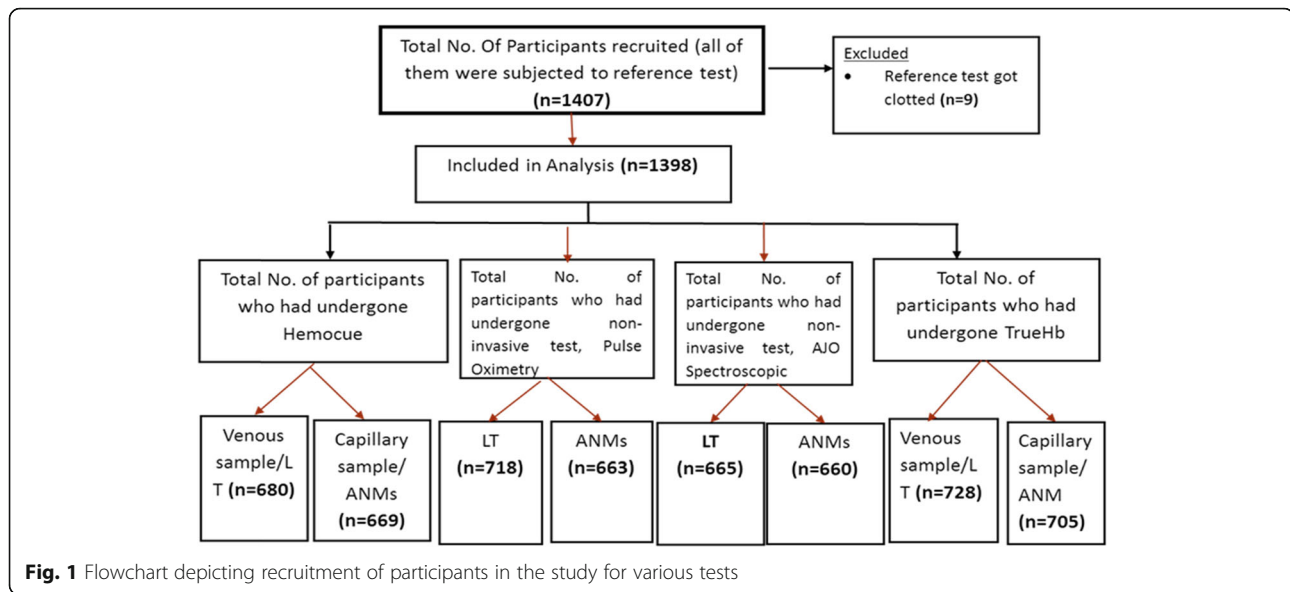 Total No. Of Participants recruited (all of
them were subjected to reference test)
(n=1407)
Excluded
• Reference test got
clotted (n=9)
Included in Analysis (n=1398)
Total No. of participants
who had undergone
Hemocue
Total No. of
participants who had
undergone non-
invasive test, Pulse
Oximetry
Total No. of
participants who had
undergone non-
invasive test, AJO
Spectroscopic
Total No. of
participants who had
undergone TrueHb
Venous
sample/L
T (n=680)
Capillary
sample/
ANMs
(n=669)
LT
(n=718)
ANMs
(n=663)
LT
(n=665)
ANMs
(n=660)
Venous
sample/L
T (n=728)
Capillary
sample/
ANM
(n=705)
Fig. 1 Flowchart depicting recruitment of participants in the study for various tests